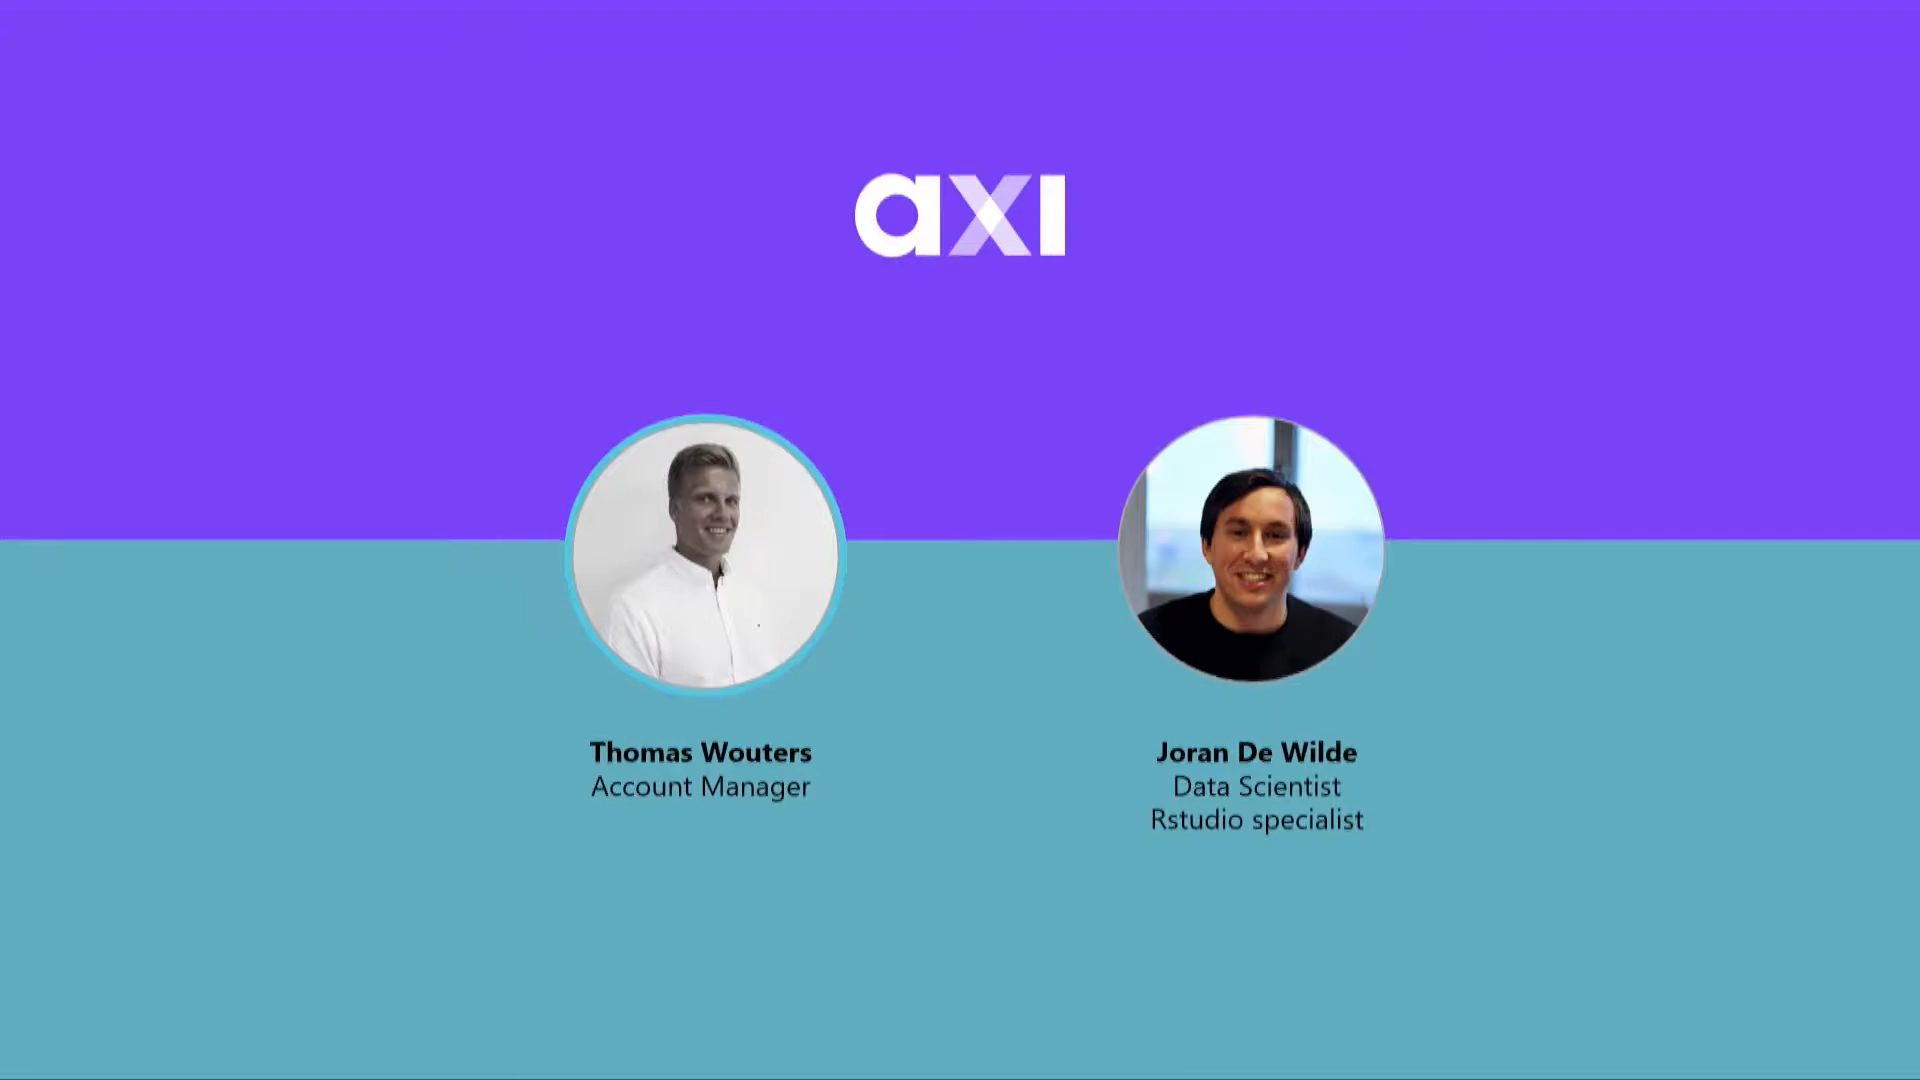 axi
Thomas Wouters
Account Manager
Joran De Wilde
Data Scientist
Rstudio specialist